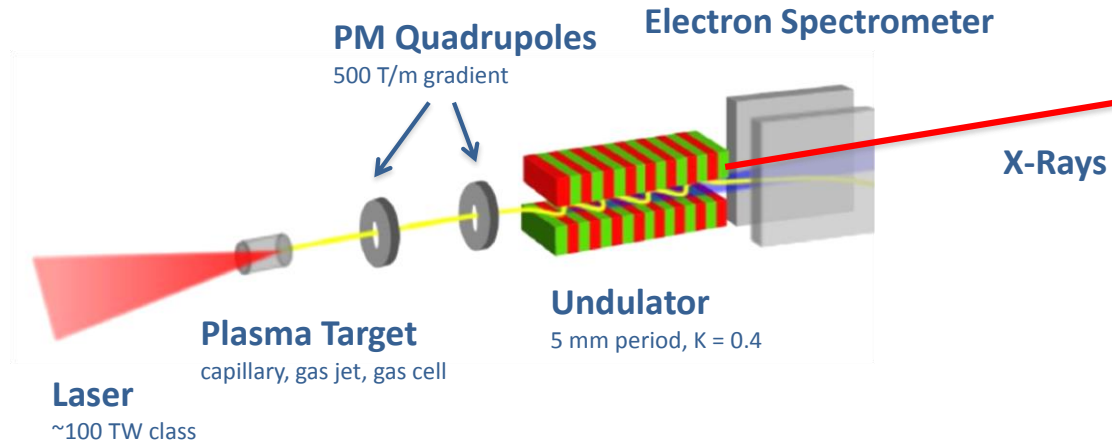 Electron Spectrometer
PM Quadrupoles
500 T/m gradient
X-Rays
Undulator
5 mm period, K = 0.4
Plasma Target
capillary, gas jet, gas cell
Laser
~100 TW class